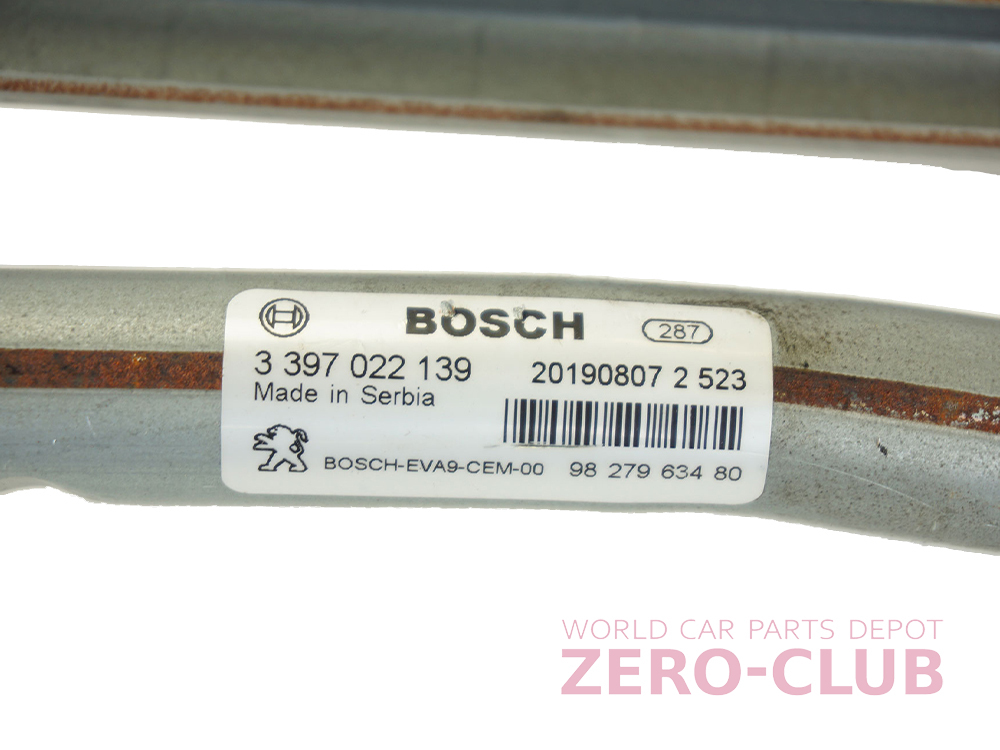 BOSCH 287
3 397 022 139 20190807 2 523
Made in Serbia
BOSCH-EVA9-CEM-00 98 279 634 80
WORLD CAR PARTS DEPOT
ZERO-CLUB